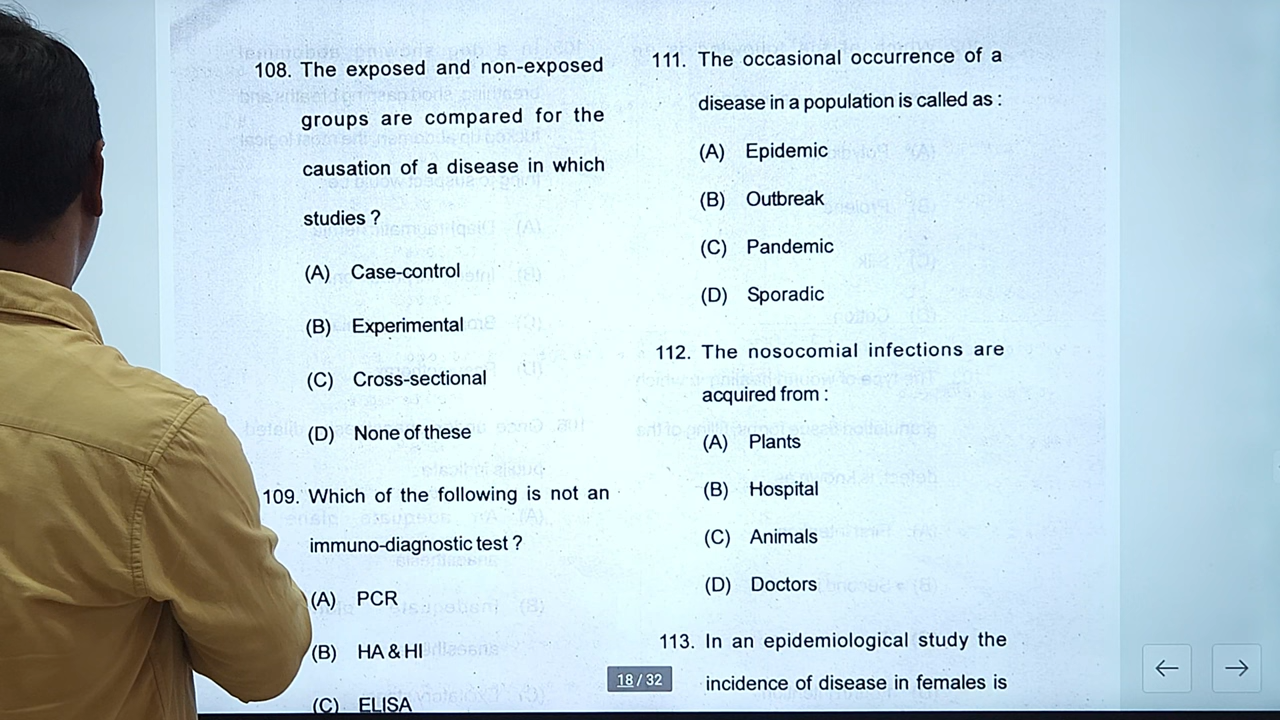 108. The exposed and non-exposed
groups are compared for the
causation of a disease in which
studies ?
(A) Case-control
(B) Experimental
(C) Cross-sectional
(D) None of these
109. Which of the following is not an
immuno-diagnostic test ?
(A) PCR
(B) HA & HI
(C) ELISA
111. The occasional occurrence of a
disease in a population is called as :
(A) Epidemic
(B) Outbreak
(C) Pandemic
(D) Sporadic
112. The nosocomial infections are
acquired from :
(A) Plants
(B) Hospital
(C) Animals
(D) Doctors
113. In an epidemiological study the
incidence of disease in females is
18 / 32